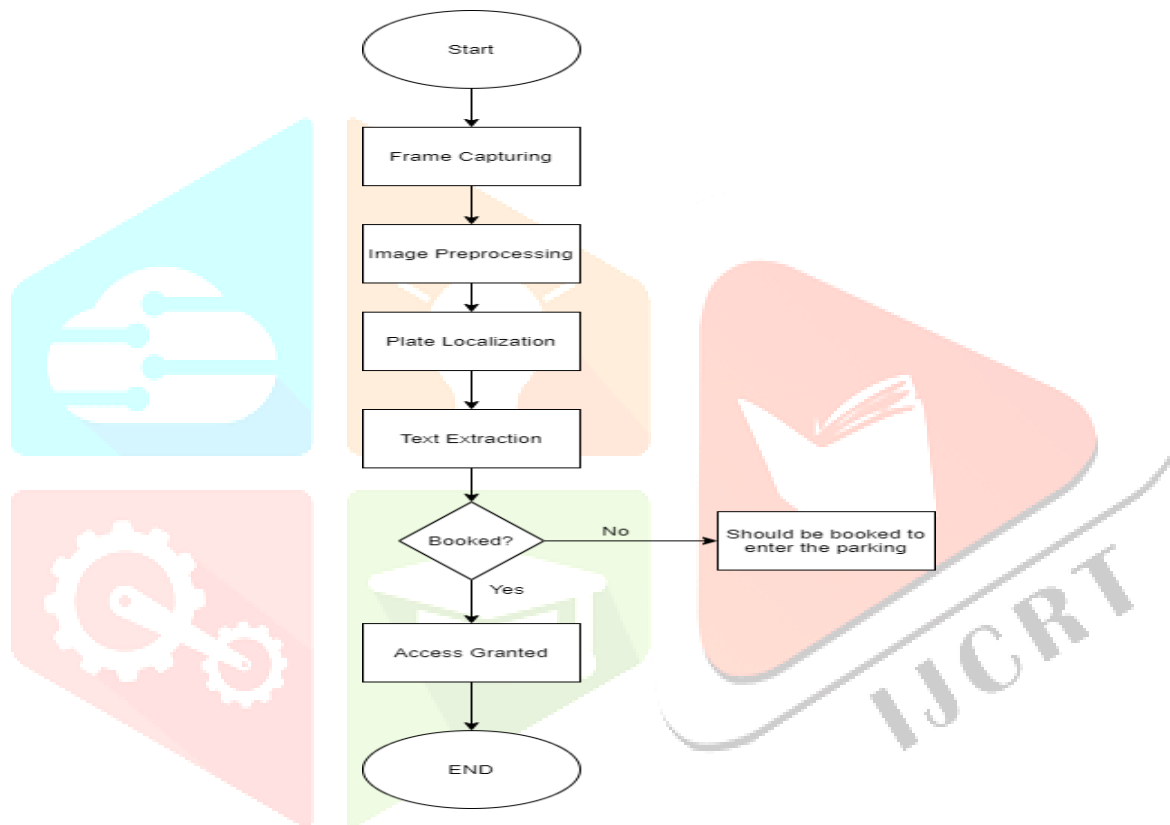 Start
Frame Capturing
Image Preprocessing
Plate Localization
Text Extraction
Booked?
No
Should be booked to
enter the parking
Yes
Access Granted
END
IJCRT